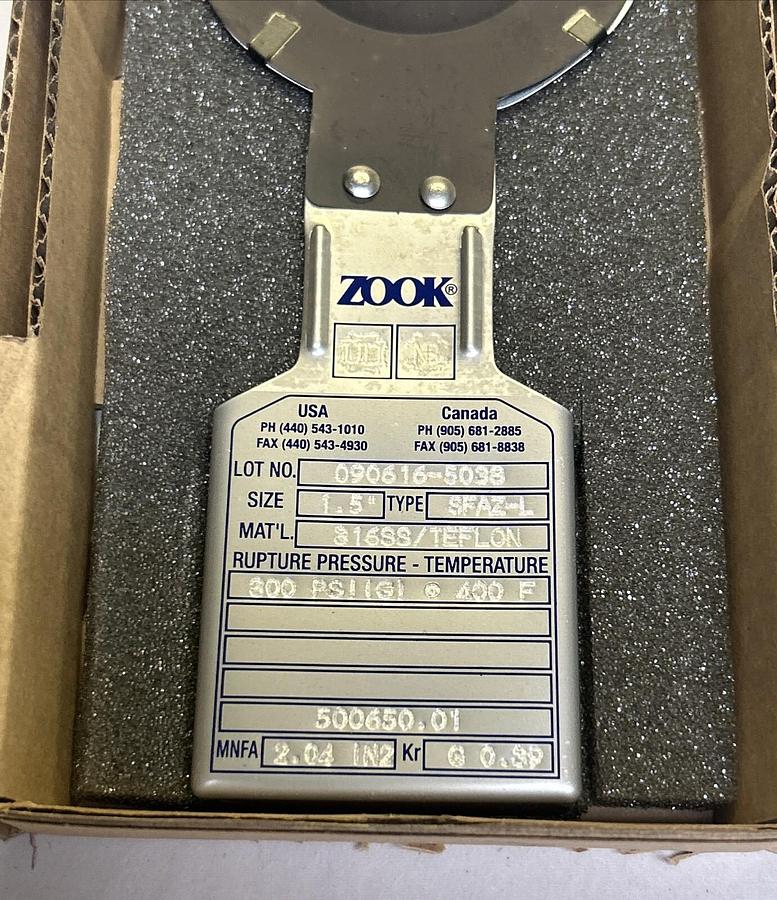 ZOOK®
UD NB
USA Canada
PH (440) 543-1010 PH (905) 681-2885
FAX (440) 543-4930 FAX (905) 681-8838
LOT NO. 090616-5038
SIZE 1.5" TYPE SFAZ-L
MAT'L. 316SS/TEFLON
RUPTURE PRESSURE - TEMPERATURE
300 PSI(G) @ 400 F
500650.01
MNFA 2.04 IN2 Kr G 0.39